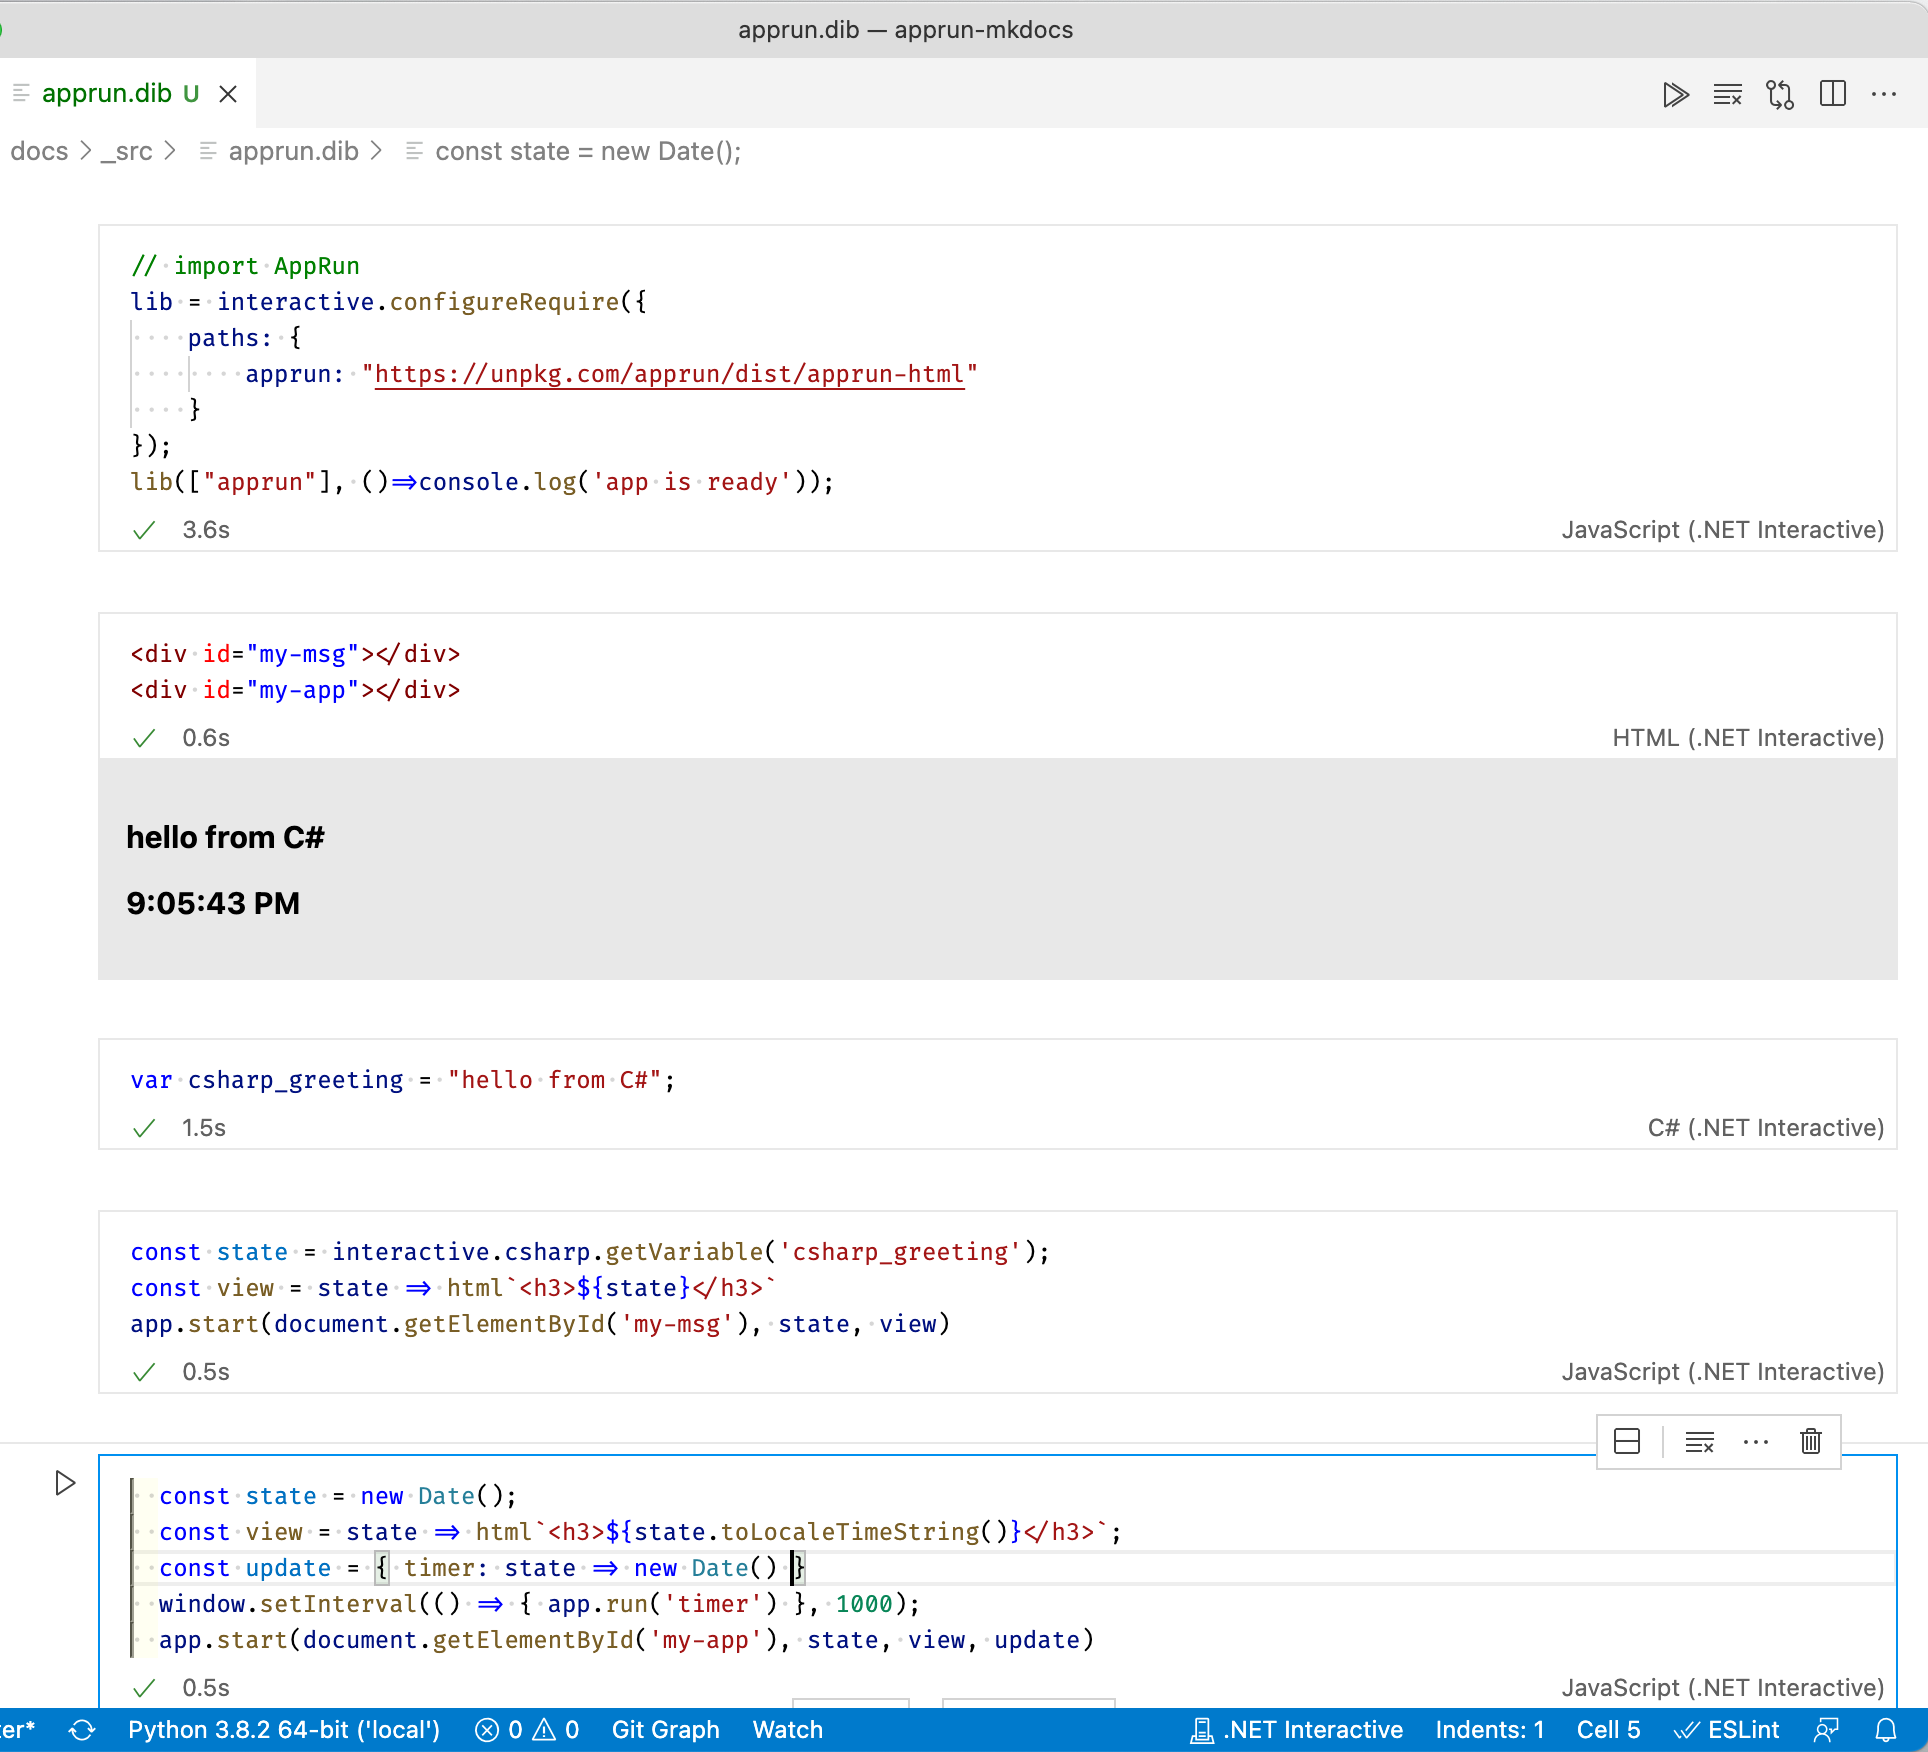 apprun.dib — apprun-mkdocs
apprun.dib U
docs > _src > apprun.dib > const state = new Date();
// import AppRun
lib = interactive.configureRequire({
    paths: {
        apprun: "https://unpkg.com/apprun/dist/apprun-html"
    }
});
lib(["apprun"], ()=>console.log('app is ready'));
3.6s
JavaScript (.NET Interactive)
<div id="my-msg"></div>
<div id="my-app"></div>
0.6s
HTML (.NET Interactive)
hello from C#
9:05:43 PM
var csharp_greeting = "hello from C#";
1.5s
C# (.NET Interactive)
const state = interactive.csharp.getVariable('csharp_greeting');
const view = state => html`<h3>${state}</h3>`
app.start(document.getElementById('my-msg'), state, view)
0.5s
JavaScript (.NET Interactive)
  const state = new Date();
  const view = state => html`<h3>${state.toLocaleTimeString()}</h3>`;
  const update = { timer: state => new Date() }
  window.setInterval(() => { app.run('timer') }, 1000);
  app.start(document.getElementById('my-app'), state, view, update)
0.5s
JavaScript (.NET Interactive)
er* Python 3.8.2 64-bit ('local') 0 0 Git Graph Watch .NET Interactive Indents: 1 Cell 5 ESLint